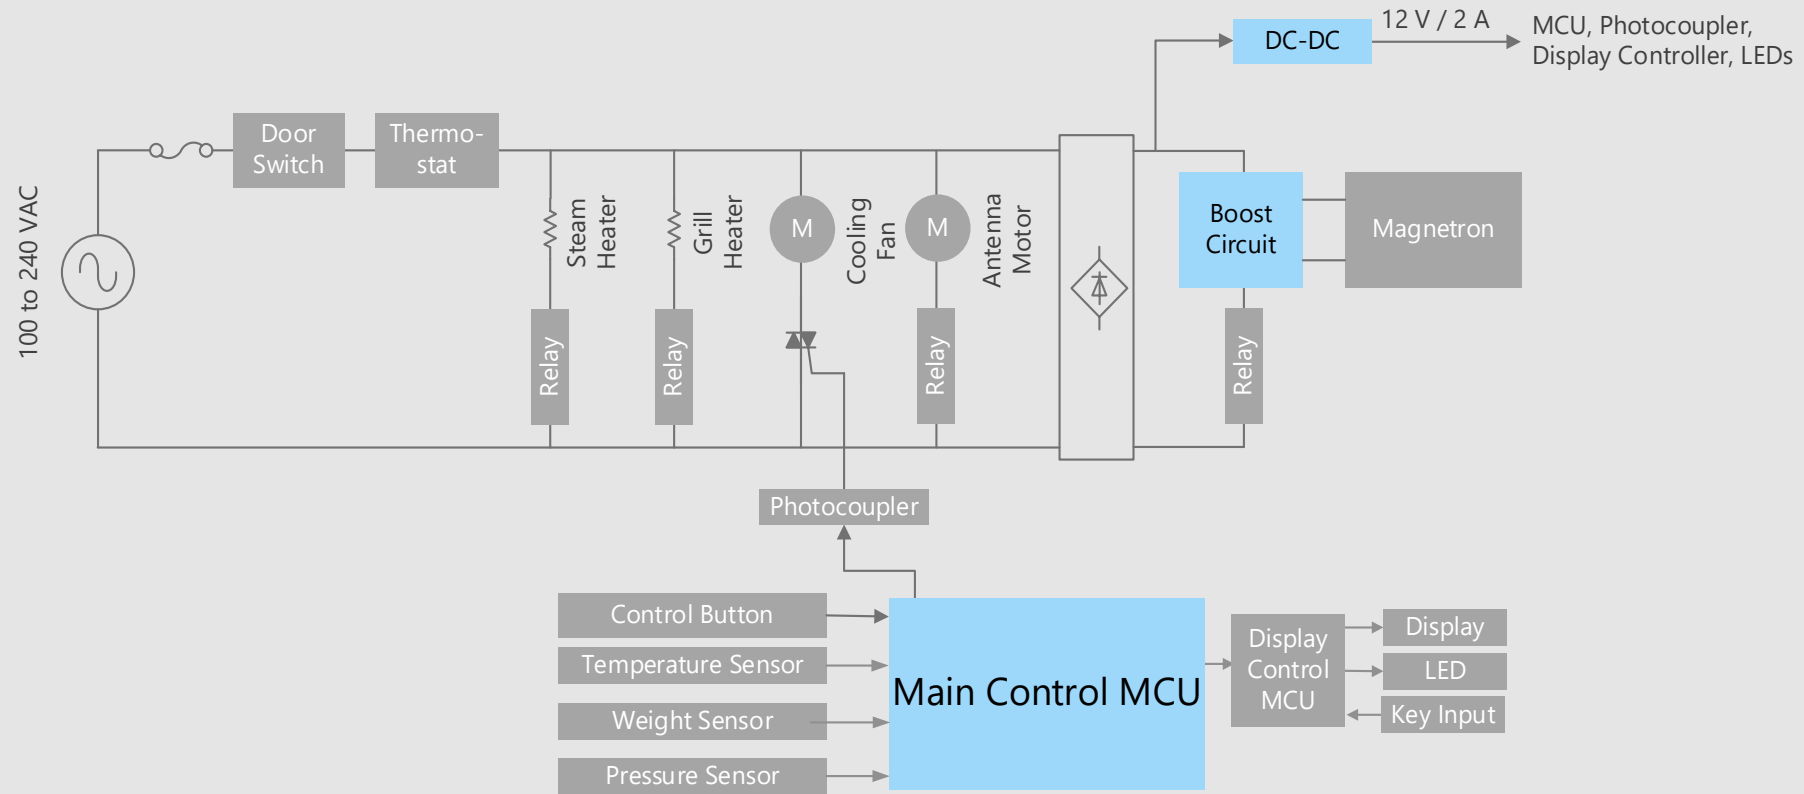 12 V / 2 A
DC-DC
MCU, Photocoupler,
Display Controller, LEDs
100 to 240 VAC
Door
Switch
Thermo-
stat
Steam
Heater
Grill
Heater
M
Cooling
Fan
M
Antenna
Motor
Boost
Circuit
Magnetron
Relay
Relay
Relay
Relay
Photocoupler
Control Button
Temperature Sensor
Weight Sensor
Pressure Sensor
Main Control MCU
Display
Control
MCU
Display
LED
Key Input